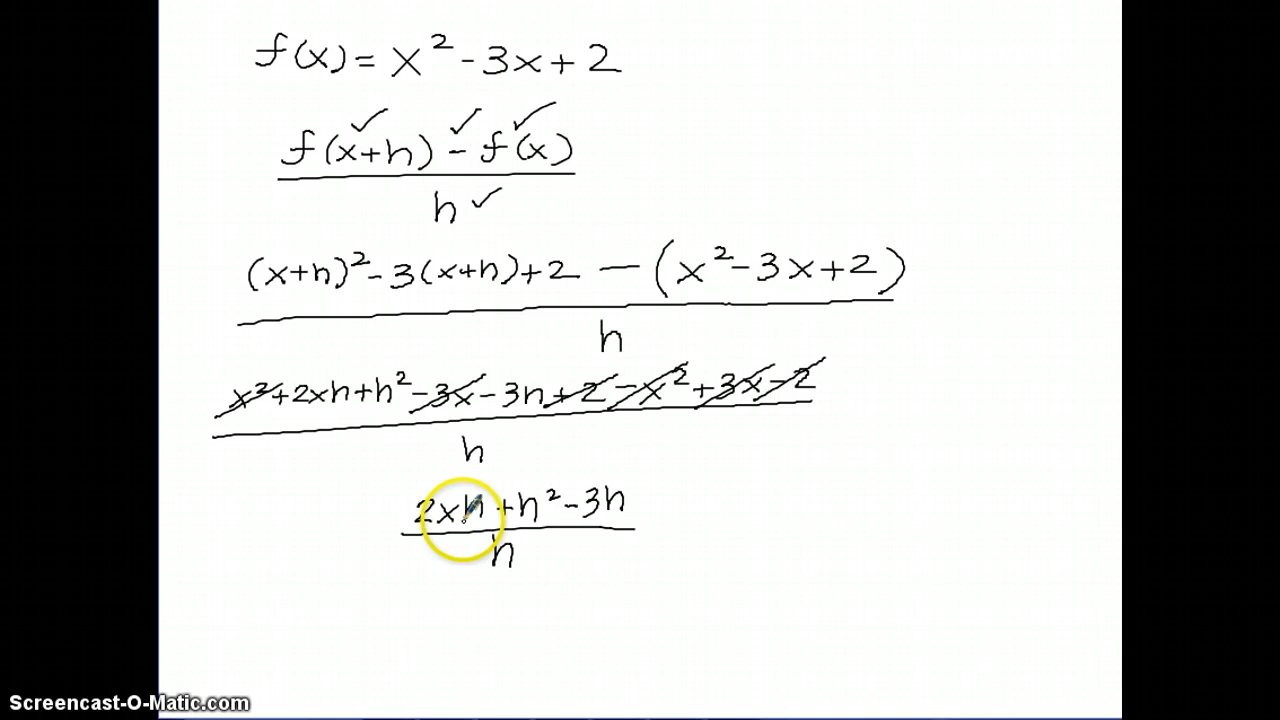 f(x) = x² - 3x + 2
f(x+h) - f(x)
h
(x+h)² - 3(x+h) + 2 — (x² - 3x + 2)
h
x² + 2xh + h² - 3x - 3h + 2 - x² + 3x - 2
h
2xh + h² - 3h
h
Screencast-O-Matic.com